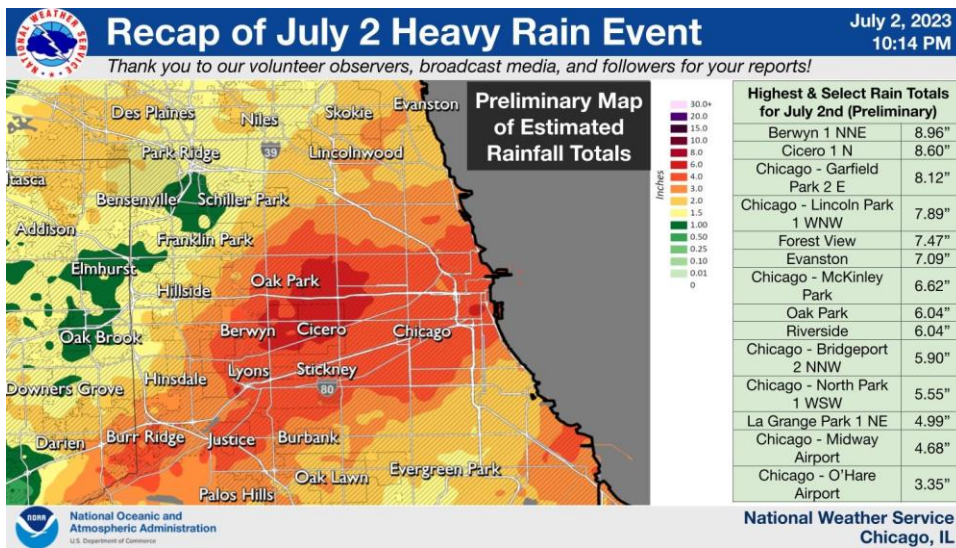 NATIONAL WEATHER SERVICE
Recap of July 2 Heavy Rain Event
July 2, 2023
10:14 PM
Thank you to our volunteer observers, broadcast media, and followers for your reports!
Preliminary Map
of Estimated
Rainfall Totals
Des Plaines
Niles
Skokie
Evanston
Park Ridge
39
Lincolnwood
Itasca
Bensenville
Schiller Park
Addison
Franklin Park
Elmhurst
Hillside
Oak Park
Oak Brook
Berwyn
Cicero
Chicago
Downers Grove
Hinsdale
Lyons
Stickney
80
Darien
Burr Ridge
Justice
Burbank
Oak Lawn
Evergreen Park
Palos Hills
Inches
30.0+
20.0
15.0
10.0
8.0
6.0
4.0
3.0
2.0
1.5
1.00
0.50
0.25
0.10
0.01
0
Highest & Select Rain Totals
for July 2nd (Preliminary)
Berwyn 1 NNE 8.96”
Cicero 1 N 8.60”
Chicago - Garfield
Park 2 E 8.12”
Chicago - Lincoln Park
1 WNW 7.89”
Forest View 7.47”
Evanston 7.09”
Chicago - McKinley
Park 6.62”
Oak Park 6.04”
Riverside 6.04”
Chicago - Bridgeport
2 NNW 5.90”
Chicago - North Park
1 WSW 5.55”
La Grange Park 1 NE 4.99”
Chicago - Midway
Airport 4.68”
Chicago - O’Hare
Airport 3.35”
NOAA
National Oceanic and
Atmospheric Administration
U.S. Department of Commerce
National Weather Service
Chicago, IL